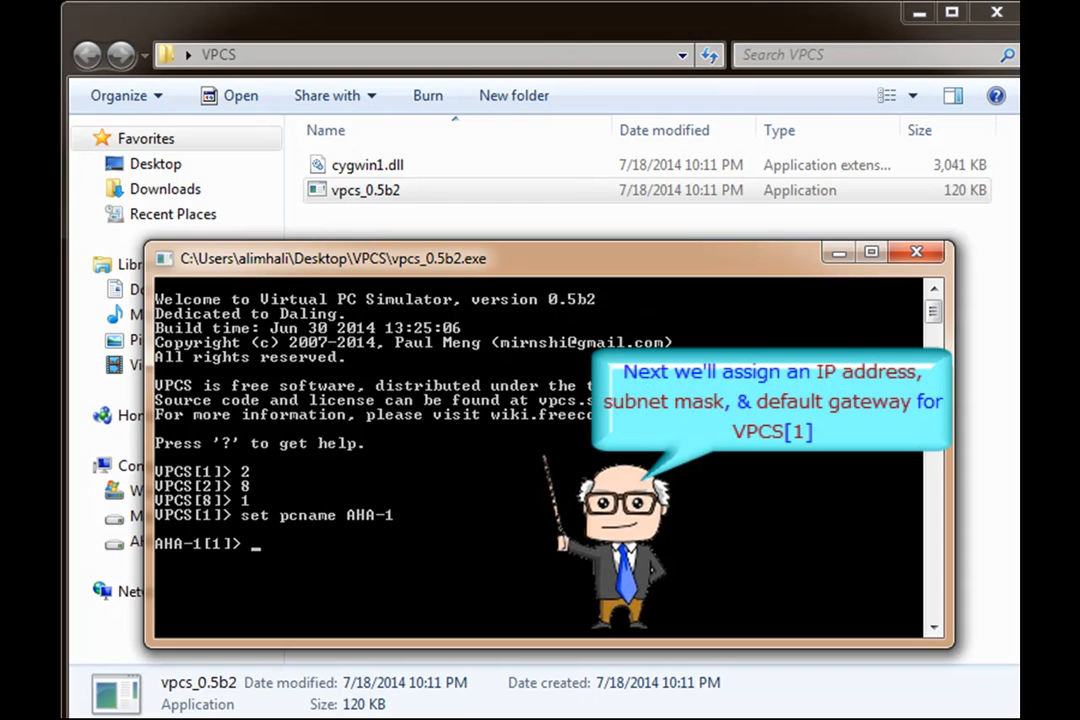 VPCS
Search VPCS
Organize
Open
Share with
Burn
New folder
Name
Date modified
Type
Size
Favorites
Desktop
Downloads
Recent Places
cygwin1.dll
7/18/2014 10:11 PM
Application extens...
3,041 KB
vpcs_0.5b2
7/18/2014 10:11 PM
Application
120 KB
C:\Users\alimhali\Desktop\VPCS\vpcs_0.5b2.exe
Welcome to Virtual PC Simulator, version 0.5b2
Dedicated to Daling.
Build time: Jun 30 2014 13:25:06
Copyright (c) 2007-2014, Paul Meng (mirnshi@gmail.com)
All rights reserved.
VPCS is free software, distributed under the
Source code and license can be found at vpcs.s
For more information, please visit wiki.freeco
Press '?' to get help.
VPCS[1]> 2
VPCS[2]> 8
VPCS[8]> 1
VPCS[1]> set pcname AHA-1
AHA-1[1]> _
Next we'll assign an IP address,
subnet mask, & default gateway for
VPCS[1]
vpcs_0.5b2
Date modified: 7/18/2014 10:11 PM
Date created: 7/18/2014 10:11 PM
Application
Size: 120 KB